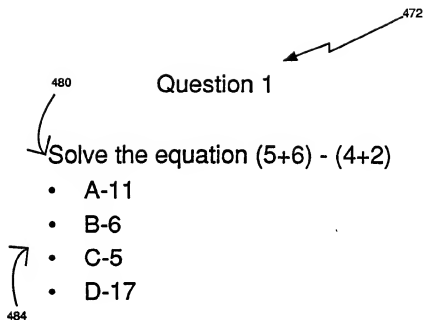 472
480
Question 1
Solve the equation (5+6) - (4+2)
• A-11
• B-6
• C-5
• D-17
484